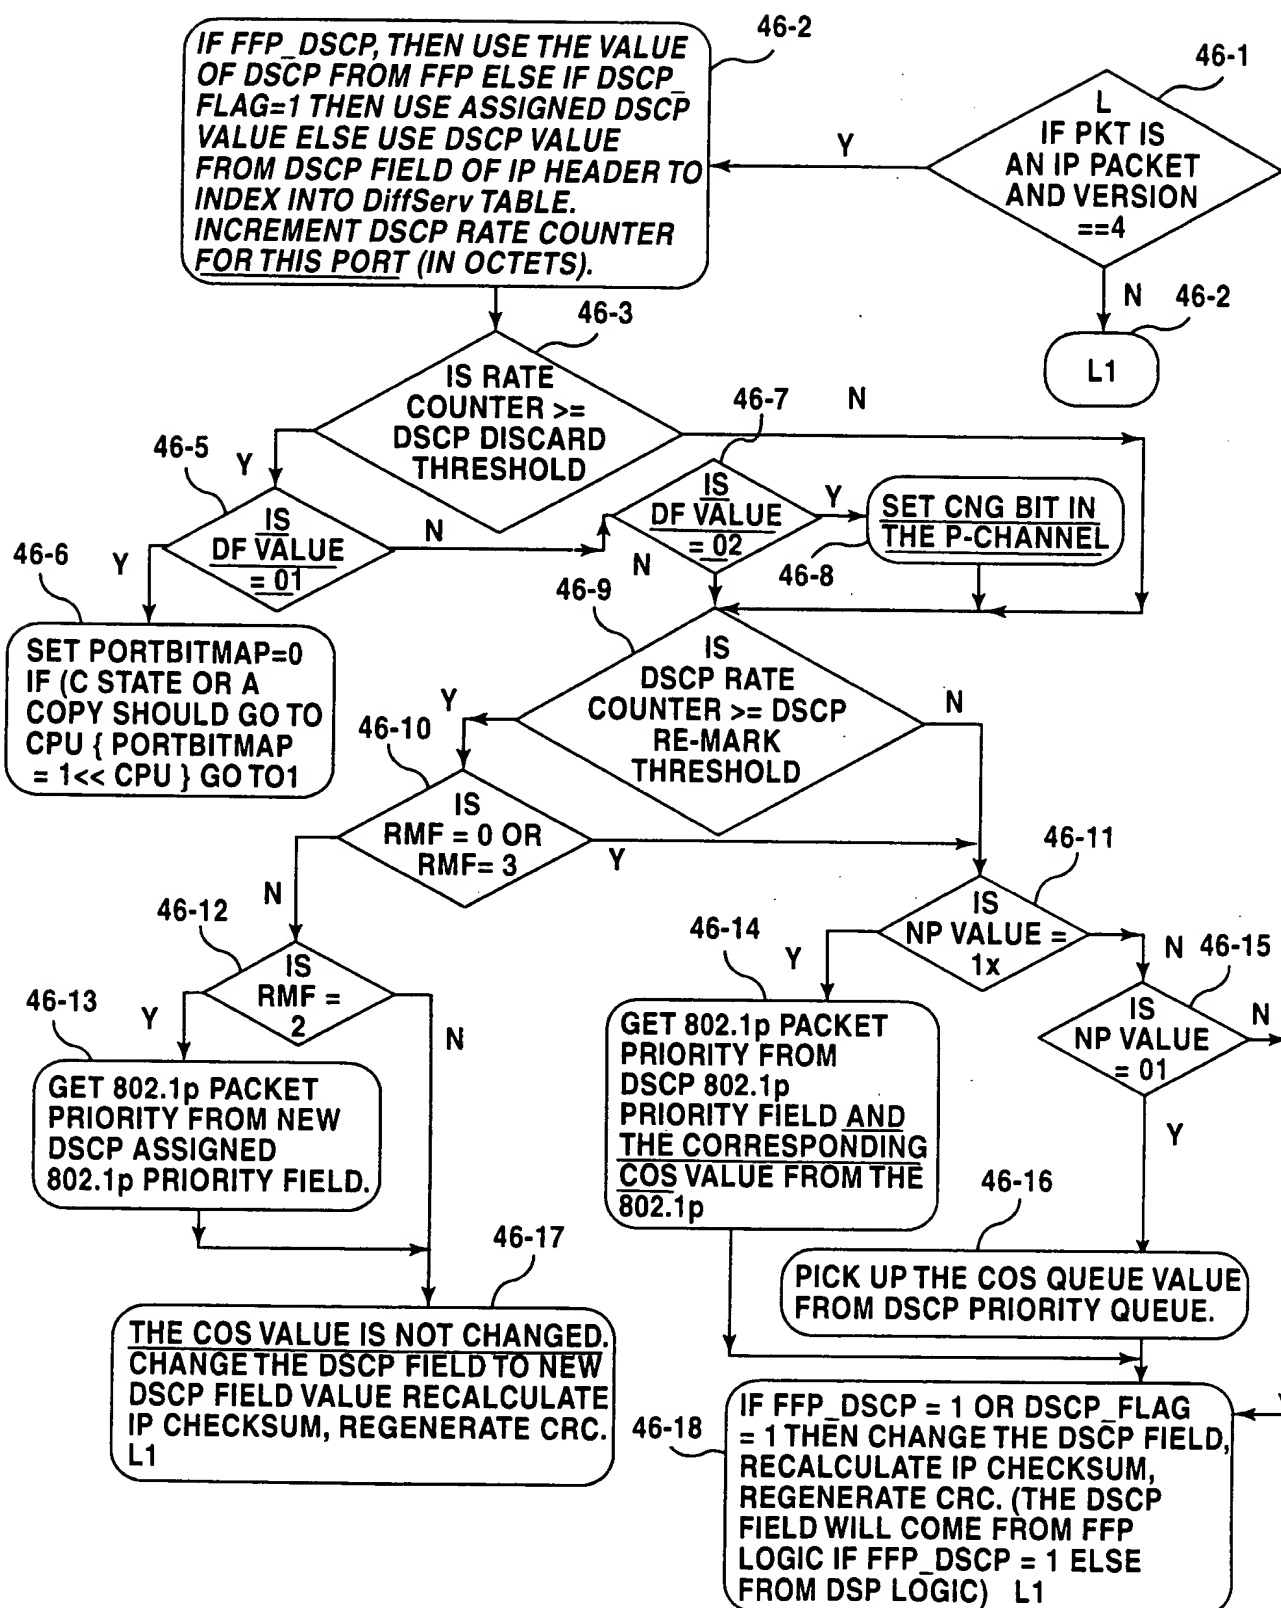 46-2
IF FFP_DSCP, THEN USE THE VALUE
OF DSCP FROM FFP ELSE IF DSCP_
FLAG=1 THEN USE ASSIGNED DSCP
VALUE ELSE USE DSCP VALUE
FROM DSCP FIELD OF IP HEADER TO
INDEX INTO DiffServ TABLE.
INCREMENT DSCP RATE COUNTER
FOR THIS PORT (IN OCTETS).
46-1
L
IF PKT IS
AN IP PACKET
AND VERSION
==4
Y
N
46-2
L1
46-3
IS RATE
COUNTER >=
DSCP DISCARD
THRESHOLD
N
Y
46-5
IS
DF VALUE
= 01
N
Y
46-7
IS
DF VALUE
= 02
Y
N
SET CNG BIT IN
THE P-CHANNEL
46-8
46-6
SET PORTBITMAP=0
IF (C STATE OR A
COPY SHOULD GO TO
CPU { PORTBITMAP
= 1<< CPU } GO TO1
46-9
IS
DSCP RATE
COUNTER >= DSCP
RE-MARK
THRESHOLD
Y
N
46-10
IS
RMF = 0 OR
RMF= 3
Y
N
46-11
IS
NP VALUE =
1x
Y
N
46-12
IS
RMF =
2
Y
N
46-13
GET 802.1p PACKET
PRIORITY FROM NEW
DSCP ASSIGNED
802.1p PRIORITY FIELD.
46-14
GET 802.1p PACKET
PRIORITY FROM
DSCP 802.1p
PRIORITY FIELD AND
THE CORRESPONDING
COS VALUE FROM THE
802.1p
46-15
IS
NP VALUE
= 01
N
Y
46-16
PICK UP THE COS QUEUE VALUE
FROM DSCP PRIORITY QUEUE.
46-17
THE COS VALUE IS NOT CHANGED.
CHANGE THE DSCP FIELD TO NEW
DSCP FIELD VALUE RECALCULATE
IP CHECKSUM, REGENERATE CRC.
L1
46-18
IF FFP_DSCP = 1 OR DSCP_FLAG
= 1 THEN CHANGE THE DSCP FIELD,
RECALCULATE IP CHECKSUM,
REGENERATE CRC. (THE DSCP
FIELD WILL COME FROM FFP
LOGIC IF FFP_DSCP = 1 ELSE
FROM DSP LOGIC) L1